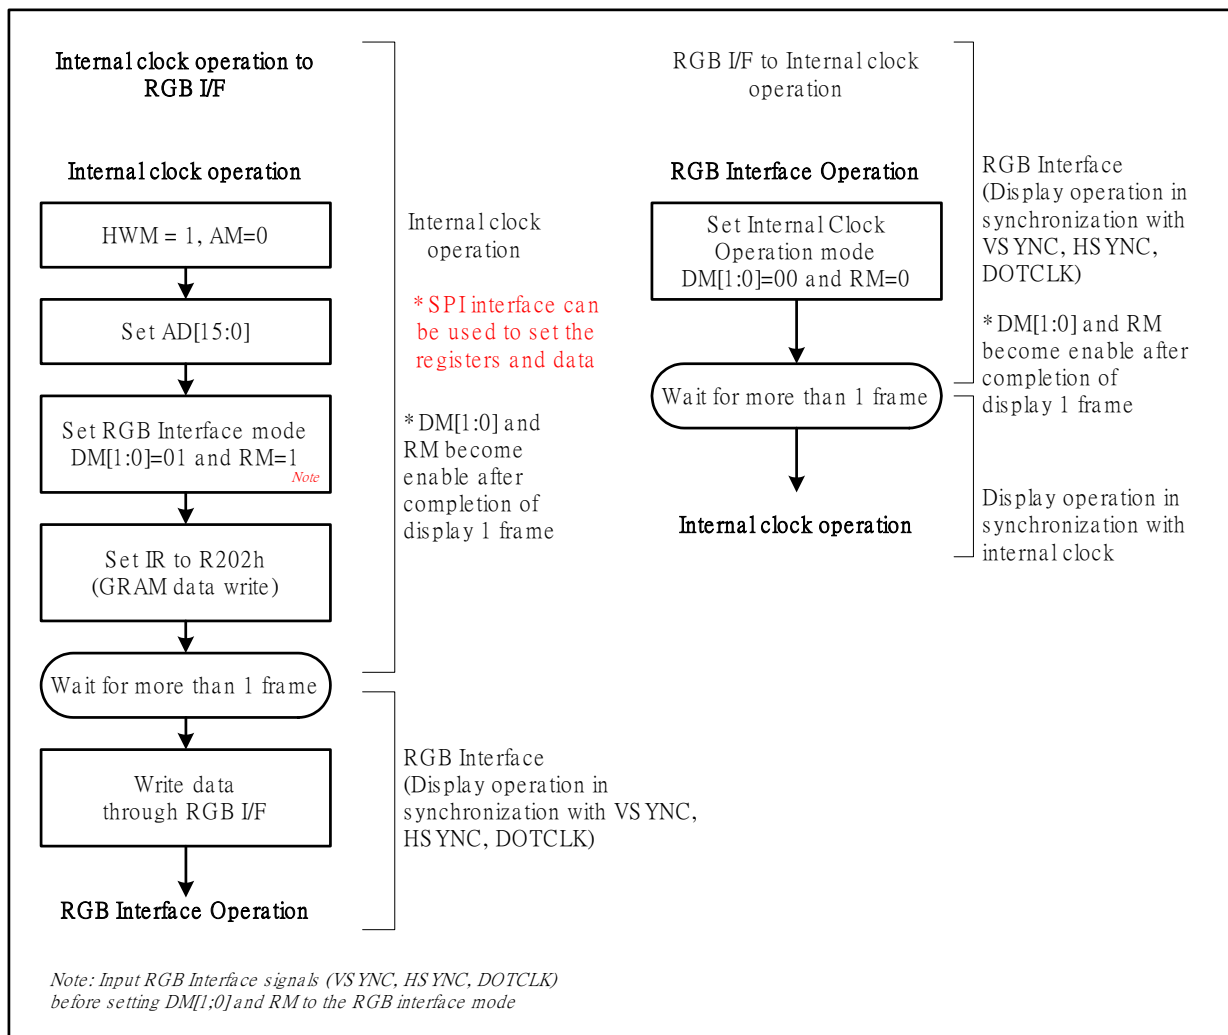 Internal clock operation to
RGB I/F
Internal clock operation
HWM = 1, AM=0
Set AD[15:0]
Set RGB Interface mode
DM[1:0]=01 and RM=1
Note
Set IR to R202h
(GRAM data write)
Wait for more than 1 frame
Write data
through RGB I/F
RGB Interface Operation
Internal clock
operation
* SPI interface can
be used to set the
registers and data
* DM[1:0] and
RM become
enable after
completion of
display 1 frame
RGB Interface
(Display operation in
synchronization with VSYNC,
HSYNC, DOTCLK)
RGB I/F to Internal clock
operation
RGB Interface Operation
Set Internal Clock
Operation mode
DM[1:0]=00 and RM=0
Wait for more than 1 frame
Internal clock operation
RGB Interface
(Display operation in
synchronization with
VSYNC, HSYNC,
DOTCLK)
* DM[1:0] and RM
become enable after
completion of
display 1 frame
Display operation in
synchronization with
internal clock
Note: Input RGB Interface signals (VSYNC, HSYNC, DOTCLK)
before setting DM[1;0] and RM to the RGB interface mode